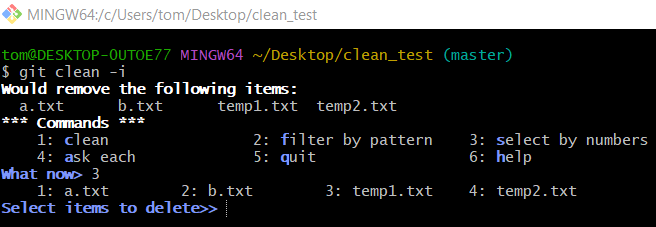 MINGW64:/c/Users/tom/Desktop/clean_test
tom@DESKTOP-OUTOE77 MINGW64 ~/Desktop/clean_test (master)
$ git clean -i
Would remove the following items:
  a.txt      b.txt      temp1.txt  temp2.txt
*** Commands ***
    1: clean                2: filter by pattern    3: select by numbers
    4: ask each             5: quit                 6: help
What now> 3
    1: a.txt       2: b.txt       3: temp1.txt   4: temp2.txt
Select items to delete>>